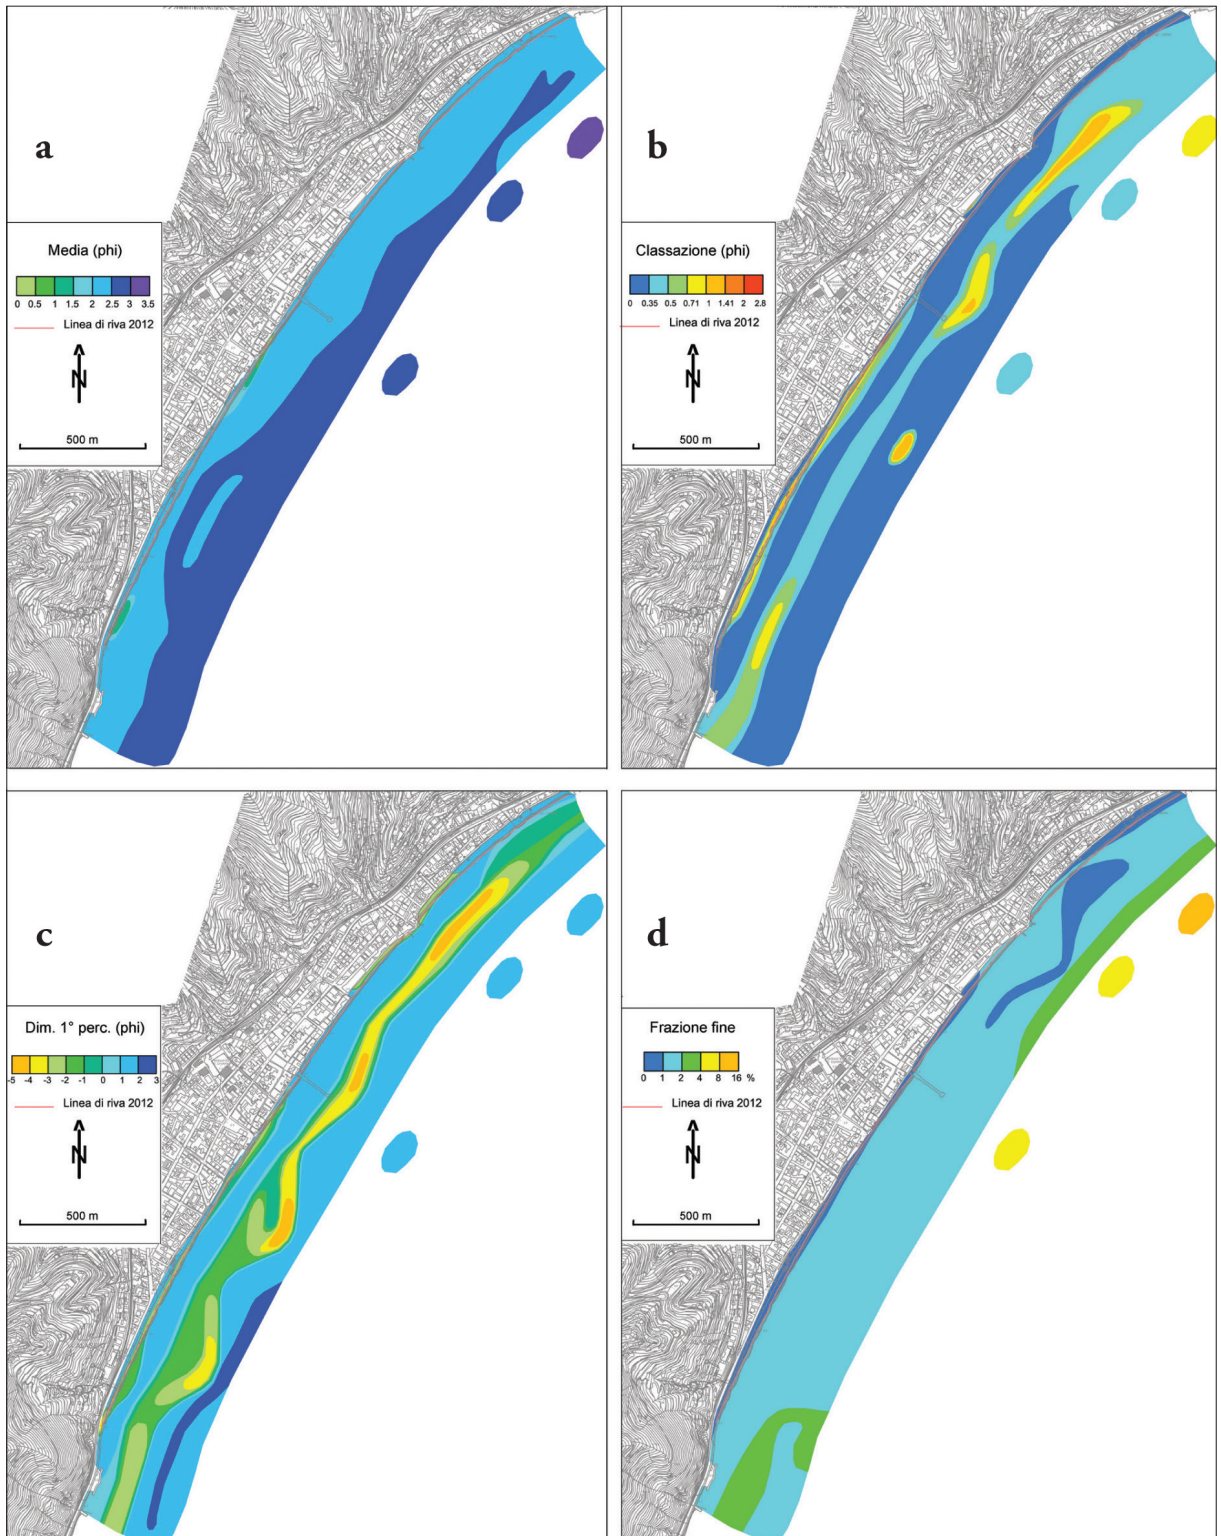 a
Media (phi)
0 0.5 1 1.5 2 2.5 3 3.5
Linea di riva 2012
N
500 m
b
Classazione (phi)
0 0.35 0.5 0.71 1 1.41 2 2.8
Linea di riva 2012
N
500 m
c
Dim. 1° perc. (phi)
-5 -4 -3 -2 -1 0 1 2 3
Linea di riva 2012
N
500 m
d
Frazione fine
0 1 2 4 8 16 %
Linea di riva 2012
N
500 m